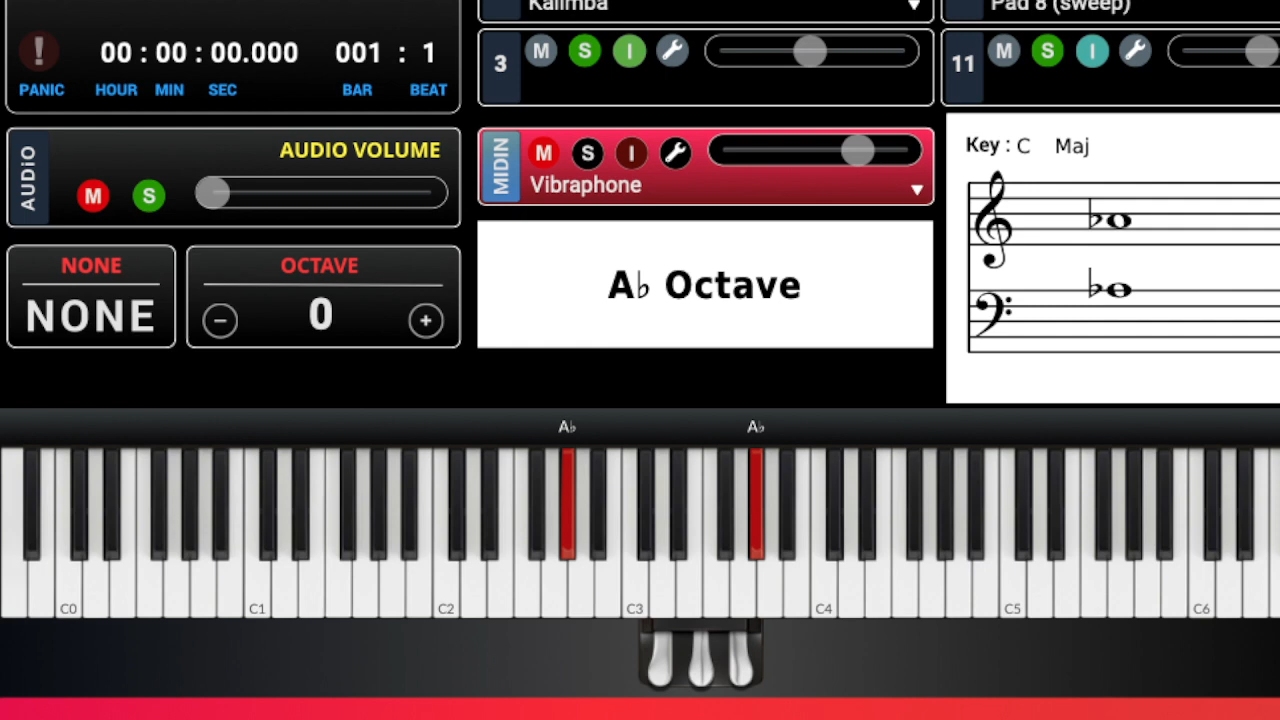 Kalimba
Pad 8 (sweep)
!
00 : 00 : 00.000
001 : 1
PANIC
HOUR
MIN
SEC
BAR
BEAT
3
M
S
I
11
M
S
I
AUDiO
AUDIO VOLUME
M
S
MIDIN
M
S
I
Vibraphone
Key : C Maj
NONE
NONE
OCTAVE
−
0
+
A♭ Octave
A♭
A♭
C0
C1
C2
C3
C4
C5
C6